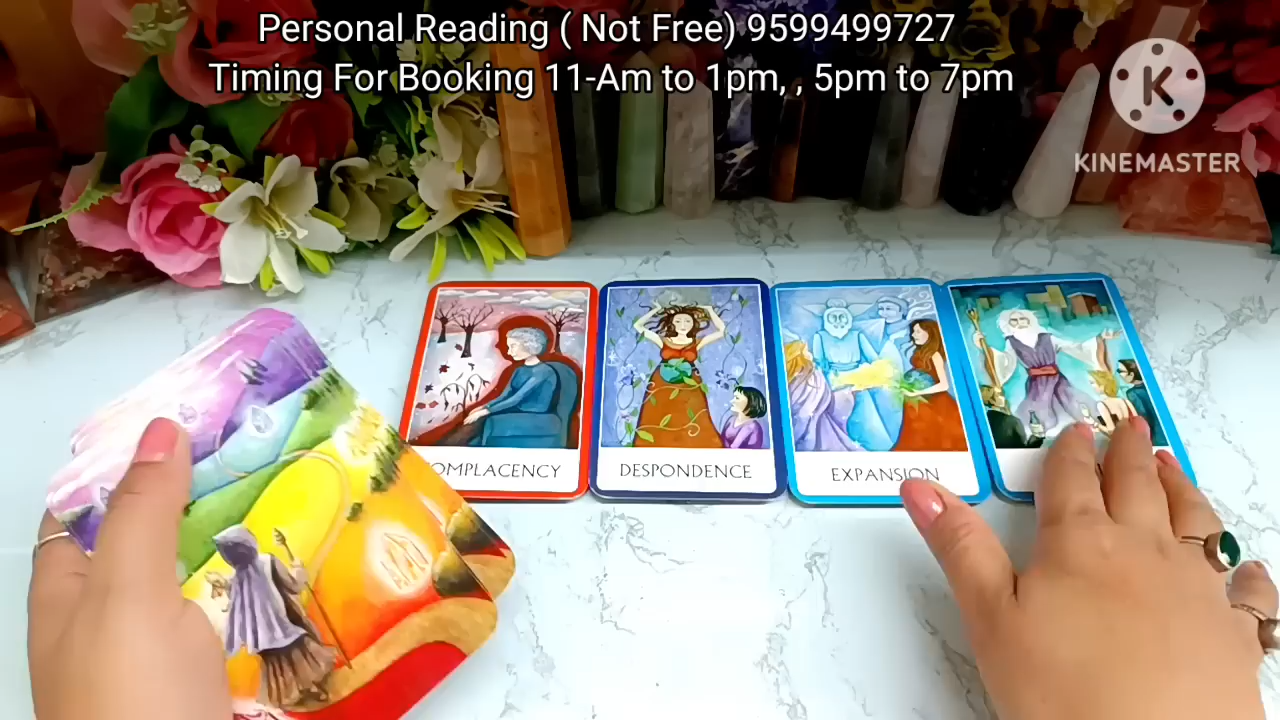 Personal Reading ( Not Free) 9599499727
Timing For Booking 11-Am to 1pm, , 5pm to 7pm
K
KINEMASTER
DESPONDENCE
EXPANSION